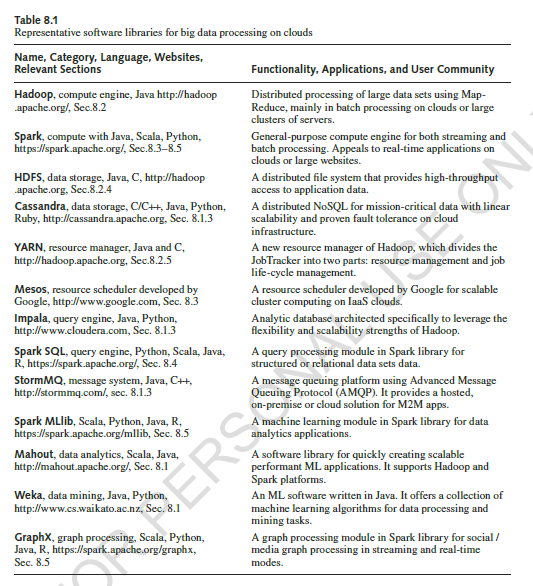 Table 8.1
Representative software libraries for big data processing on clouds
Name, Category, Language, Websites,
Relevant Sections
Functionality, Applications, and User Community
Hadoop, compute engine, Java http://hadoop
.apache.org/, Sec.8.2
Distributed processing of large data sets using Map-
Reduce, mainly in batch processing on clouds or large
clusters of servers.
Spark, compute with Java, Scala, Python,
https://spark.apache.org/, Sec.8.3–8.5
General-purpose compute engine for both streaming and
batch processing. Appeals to real-time applications on
clouds or large websites.
HDFS, data storage, Java, C, http://hadoop
.apache.org, Sec.8.2.4
A distributed file system that provides high-throughput
access to application data.
Cassandra, data storage, C/C++, Java, Python,
Ruby, http://cassandra.apache.org, Sec. 8.1.3
A distributed NoSQL for mission-critical data with linear
scalability and proven fault tolerance on cloud
infrastructure.
YARN, resource manager, Java and C,
http://hadoop.apache.org, Sec.8.2.5
A new resource manager of Hadoop, which divides the
JobTracker into two parts: resource management and job
life-cycle management.
Mesos, resource scheduler developed by
Google, http://www.google.com, Sec. 8.3
A resource scheduler developed by Google for scalable
cluster computing on IaaS clouds.
Impala, query engine, Java, Python,
http://www.cloudera.com, Sec. 8.1.3
Analytic database architected specifically to leverage the
flexibility and scalability strengths of Hadoop.
Spark SQL, query engine, Python, Scala, Java,
R, https://spark.apache.org/, Sec. 8.4
A query processing module in Spark library for
structured or relational data sets data.
StormMQ, message system, Java, C++,
http://stormmq.com/, sec. 8.1.3
A message queuing platform using Advanced Message
Queuing Protocol (AMQP). It provides a hosted,
on-premise or cloud solution for M2M apps.
Spark MLlib, Scala, Python, Java, R,
https://spark.apache.org/mllib, Sec. 8.5
A machine learning module in Spark library for data
analytics applications.
Mahout, data analytics, Scala, Java,
http://mahout.apache.org/, Sec. 8.1
A software library for quickly creating scalable
performant ML applications. It supports Hadoop and
Spark platforms.
Weka, data mining, Java, Python,
http://www.cs.waikato.ac.nz, Sec. 8.1
An ML software written in Java. It offers a collection of
machine learning algorithms for data processing and
mining tasks.
GraphX, graph processing, Scala, Python,
Java, R, https://spark.apache.org/graphx,
Sec. 8.5
A graph processing module in Spark library for social /
media graph processing in streaming and real-time
modes.
FOR PERSONAL USE ONL